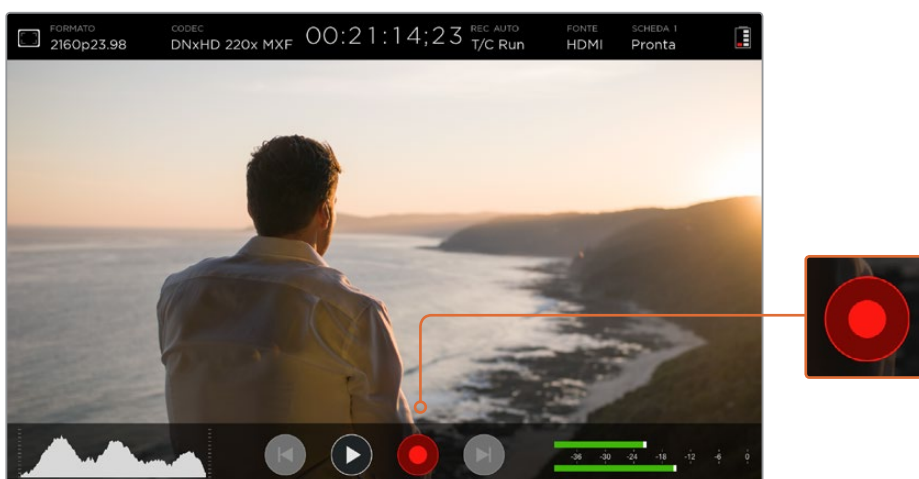 FORMATO
2160p23.98
CODEC
DNxHD 220x MXF
00:21:14;23
REC AUTO
T/C Run
FONTE
HDMI
SCHEDA 1
Pronta
-36 -30 -24 -18 -12 -6 0